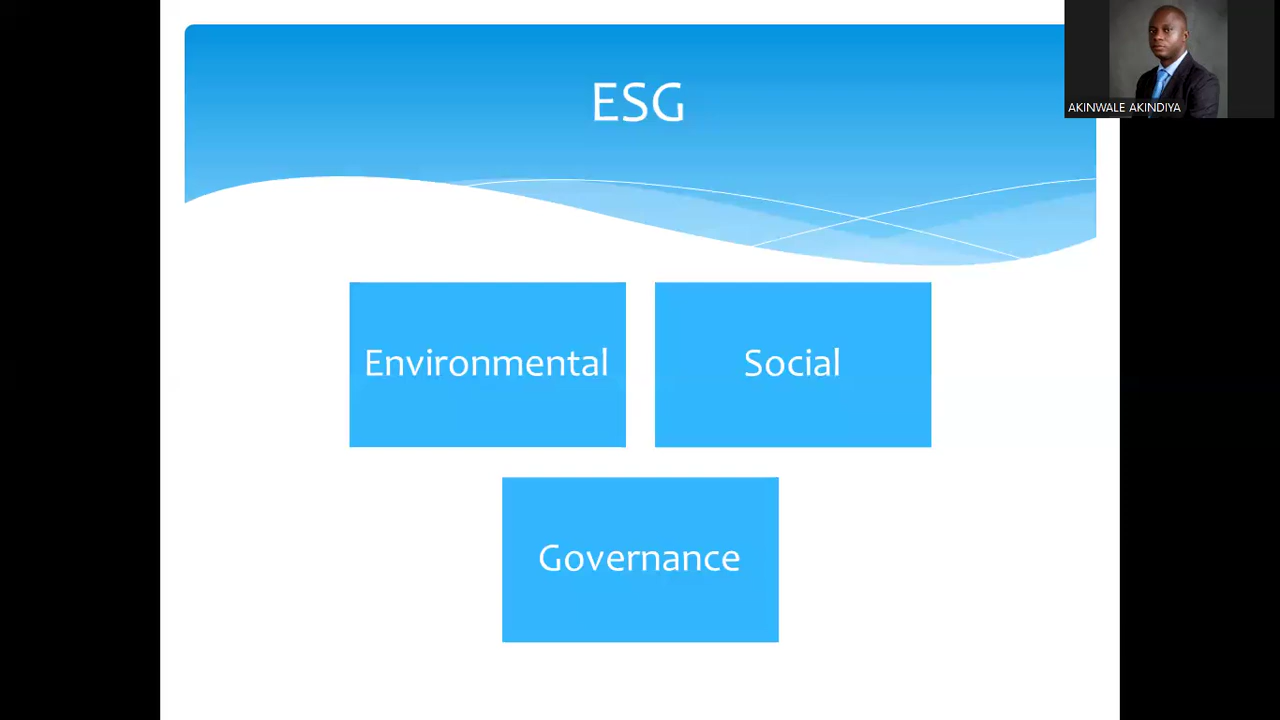 ESG
AKINWALE AKINDIYA
Environmental
Social
Governance